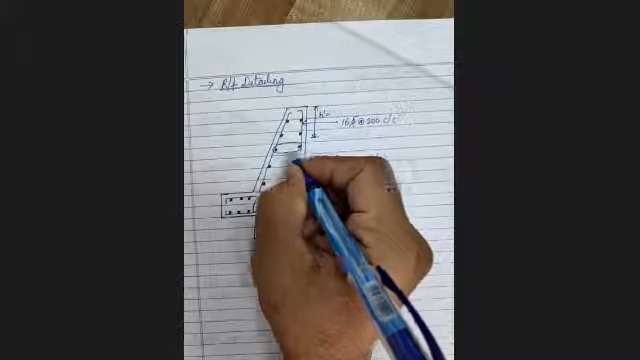 → R/f Detailing
h'=
16ϕ @ 200 c/c